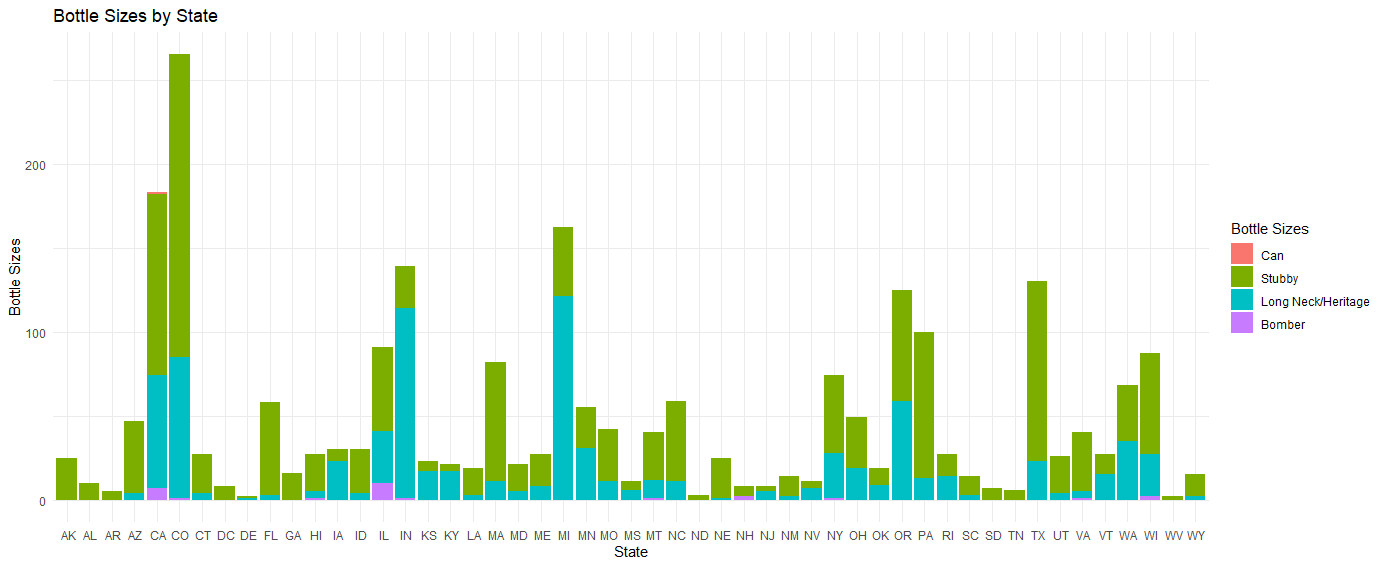 Bottle Sizes by State
Bottle Sizes
200
100
0
AK AL AR AZ CA CO CT DC DE FL GA HI IA ID IL IN KS KY LA MA MD ME MI MN MO MS MT NC ND NE NH NJ NM NV NY OH OK OR PA RI SC SD TN TX UT VA VT WA WI WV WY
State
Bottle Sizes
Can
Stubby
Long Neck/Heritage
Bomber